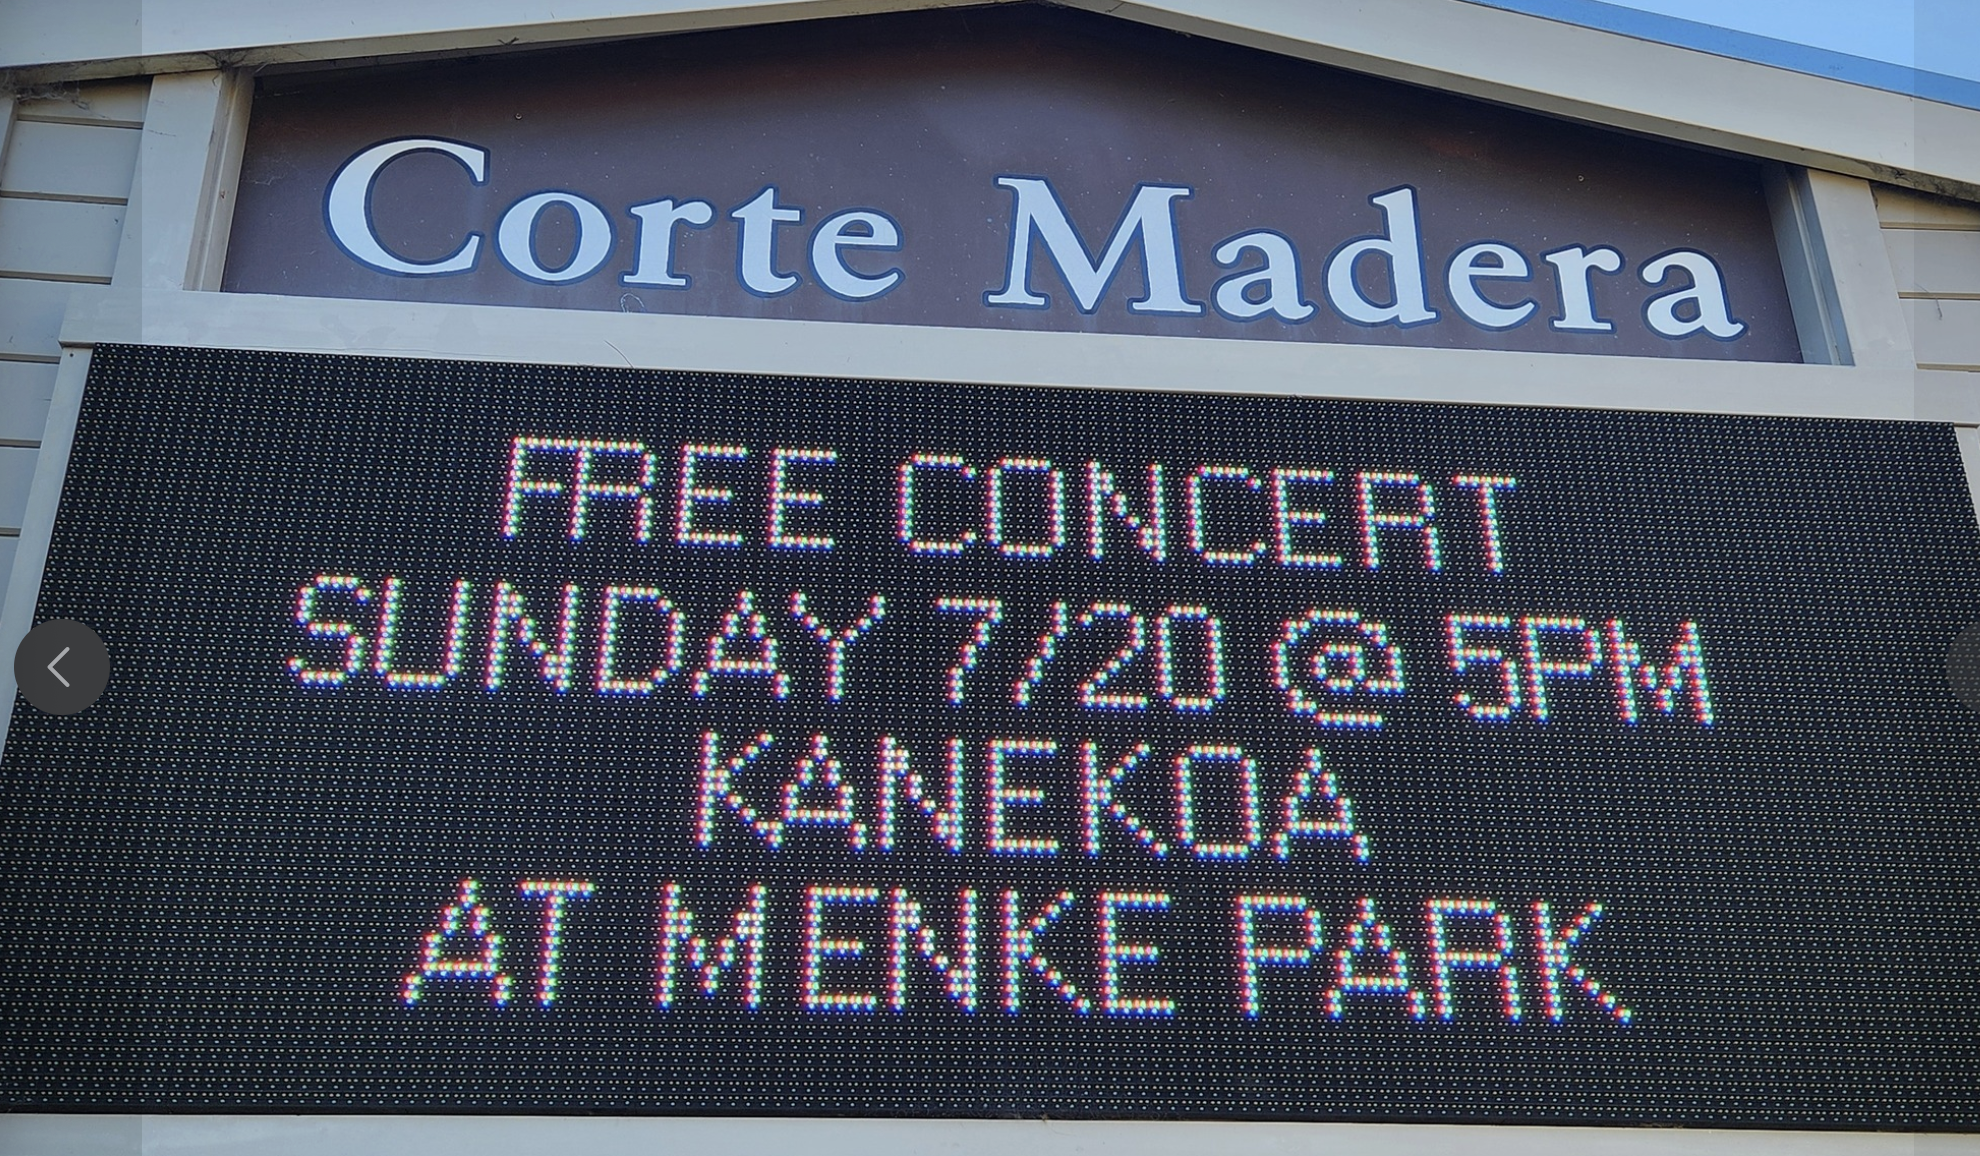 Corte Madera
FREE CONCERT
SUNDAY 7/20 @ 5PM
KANEKOA
AT MENKE PARK